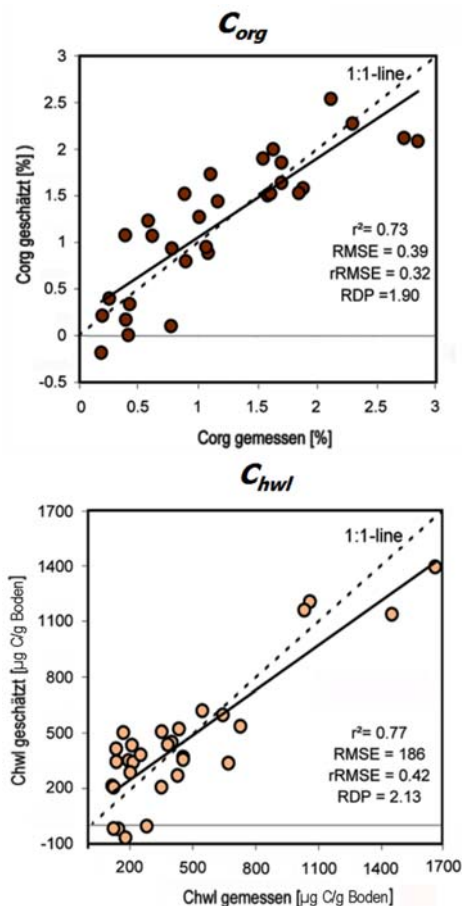 Corg
3
2.5
2
1.5
1
0.5
0
-0.5
Corg geschätzt [%] )
1:1-line
r²= 0.73
RMSE = 0.39
rRMSE = 0.32
RDP =1.90
0 0.5 1 1.5 2 2.5 3
Corg gemessen [%]
Chwl
1700
1400
1100
800
500
200
-100
Chwl geschätzt [µg C/g Boden]
1:1-line
r²= 0.77
RMSE = 186
rRMSE = 0.42
RDP = 2.13
200 500 800 1100 1400 1700
Chwl gemessen [µg C/g Boden]